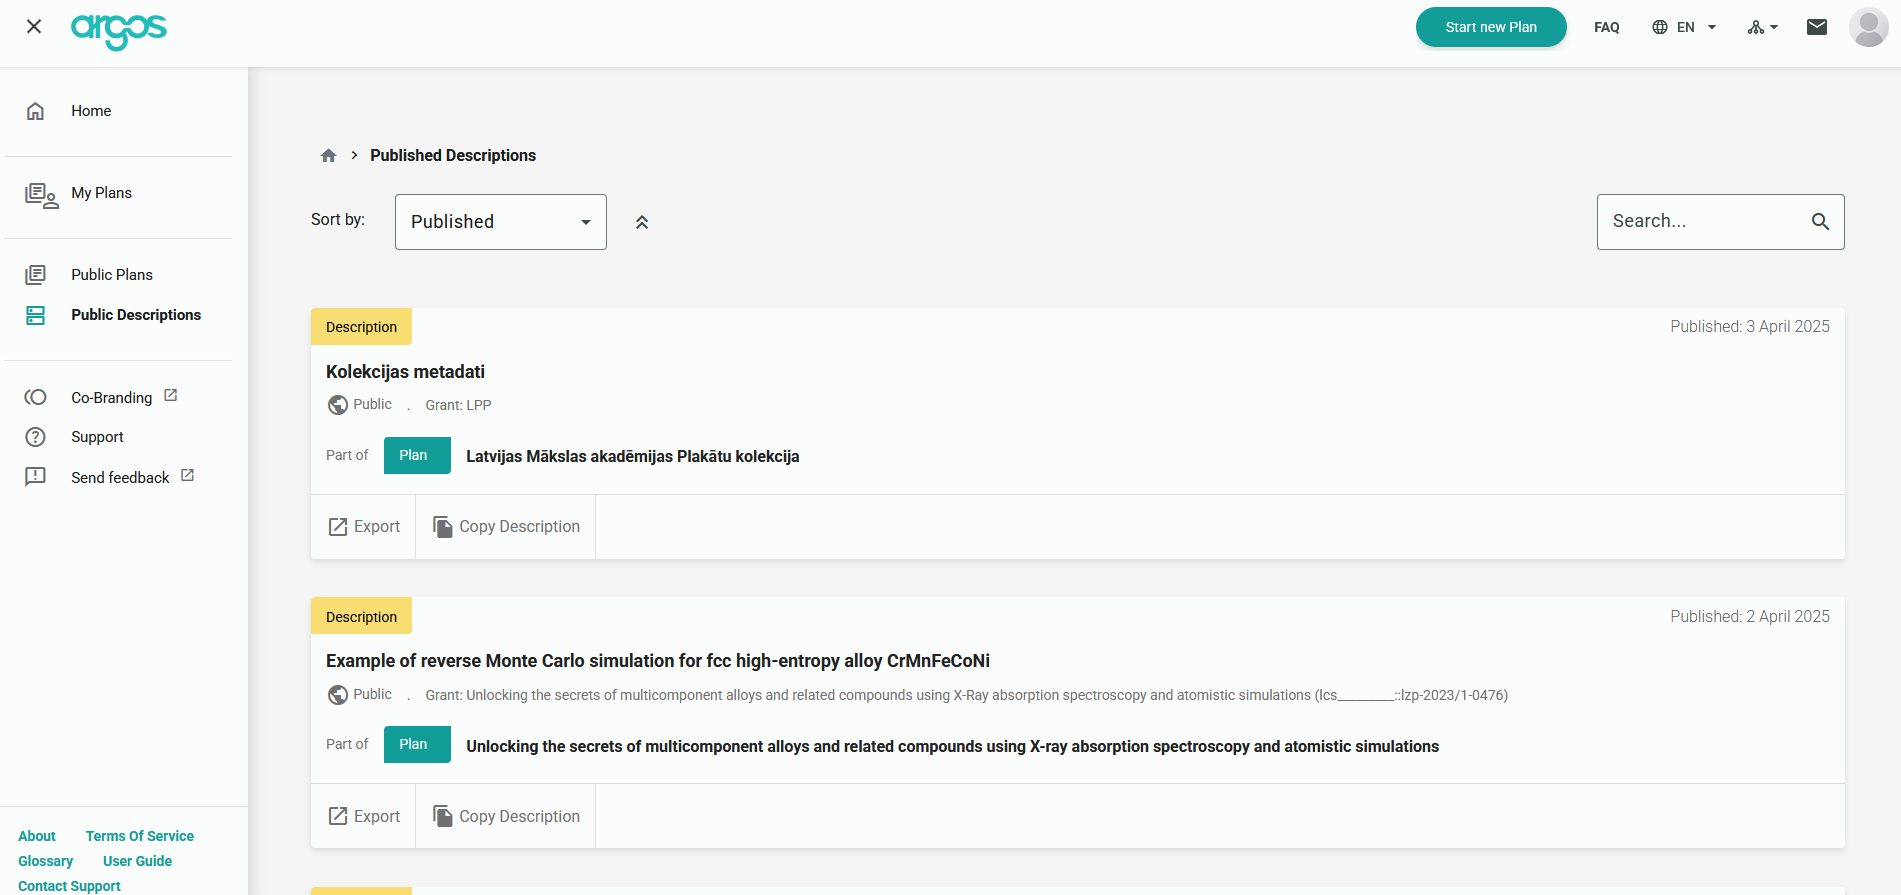 argos
Start new Plan
FAQ
EN
Home
My Plans
Public Plans
Public Descriptions
Co-Branding
Support
Send feedback
About Terms Of Service
Glossary User Guide
Contact Support
Published Descriptions
Sort by: Published
Search...
Description
Published: 3 April 2025
Kolekcijas metadati
Public . Grant: LPP
Part of Plan Latvijas Mākslas akadēmijas Plakātu kolekcija
Export Copy Description
Description
Published: 2 April 2025
Example of reverse Monte Carlo simulation for fcc high-entropy alloy CrMnFeCoNi
Public . Grant: Unlocking the secrets of multicomponent alloys and related compounds using X-Ray absorption spectroscopy and atomistic simulations (lcs_________::lzp-2023/1-0476)
Part of Plan Unlocking the secrets of multicomponent alloys and related compounds using X-ray absorption spectroscopy and atomistic simulations
Export Copy Description